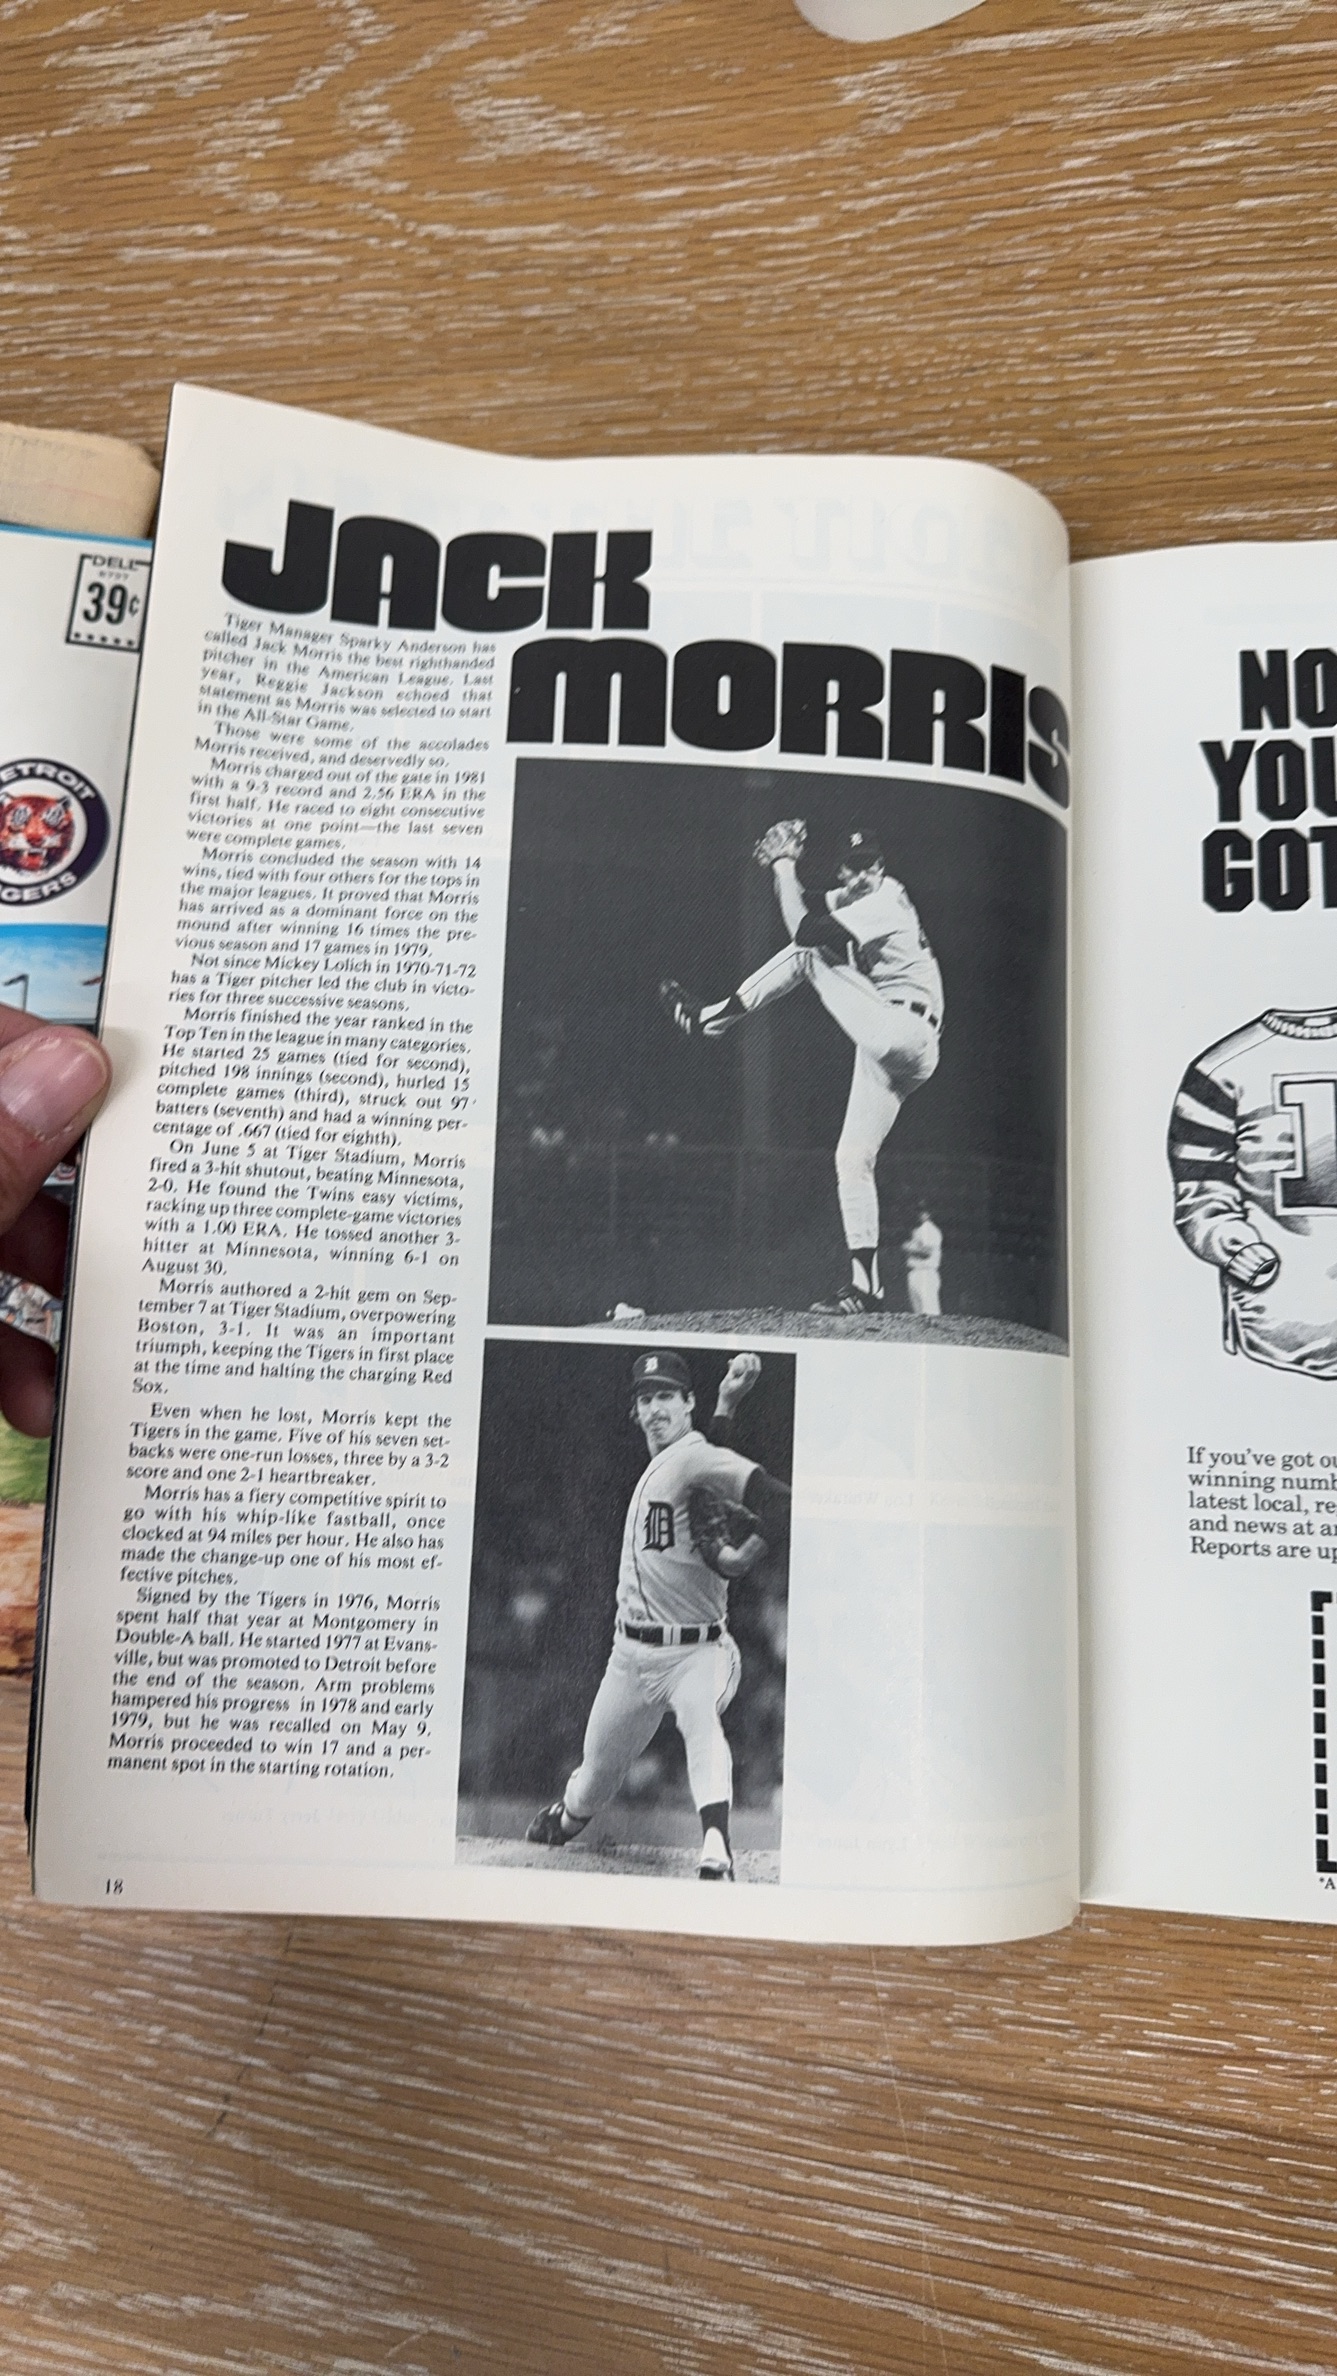 DELL
39¢
DETROIT
TIGERS
JACK
MORRIS
Tiger Manager Sparky Anderson has
called Jack Morris the best righthanded
pitcher in the American League. Last
year, Reggie Jackson echoed that
statement as Morris was selected to start
in the All-Star Game.
Those were some of the accolades
Morris received, and deservedly so.
Morris charged out of the gate in 1981
with a 9-3 record and 2.56 ERA in the
first half. He raced to eight consecutive
victories at one point—the last seven
were complete games.
Morris concluded the season with 14
wins, tied with four others for the tops in
the major leagues. It proved that Morris
has arrived as a dominant force on the
mound after winning 16 times the pre-
vious season and 17 games in 1979.
Not since Mickey Lolich in 1970-71-72
has a Tiger pitcher led the club in victo-
ries for three successive seasons.
Morris finished the year ranked in the
Top Ten in the league in many categories.
He started 25 games (tied for second),
pitched 198 innings (second), hurled 15
complete games (third), struck out 97
batters (seventh) and had a winning per-
centage of .667 (tied for eighth).
On June 5 at Tiger Stadium, Morris
fired a 3-hit shutout, beating Minnesota,
2-0. He found the Twins easy victims,
racking up three complete-game victories
with a 1.00 ERA. He tossed another 3-
hitter at Minnesota, winning 6-1 on
August 30.
Morris authored a 2-hit gem on Sep-
tember 7 at Tiger Stadium, overpowering
Boston, 3-1. It was an important
triumph, keeping the Tigers in first place
at the time and halting the charging Red
Sox.
Even when he lost, Morris kept the
Tigers in the game. Five of his seven set-
backs were one-run losses, three by a 3-2
score and one 2-1 heartbreaker.
Morris has a fiery competitive spirit to
go with his whip-like fastball, once
clocked at 94 miles per hour. He also has
made the change-up one of his most ef-
fective pitches.
Signed by the Tigers in 1976, Morris
spent half that year at Montgomery in
Double-A ball. He started 1977 at Evans-
ville, but was promoted to Detroit before
the end of the season. Arm problems
hampered his progress in 1978 and early
1979, but he was recalled on May 9.
Morris proceeded to win 17 and a per-
manent spot in the starting rotation.
18
D
NO
YOU
GOT
1
If you've got ou
winning numb
latest local, re
and news at a
Reports are up
*A